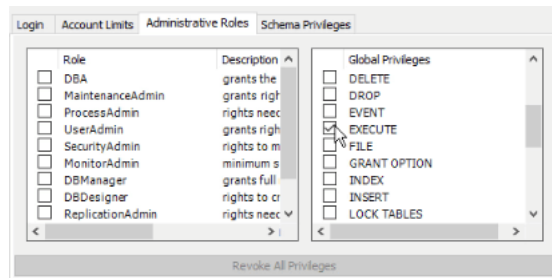 Login Account Limits Administrative Roles Schema Privileges
Role Description
DBA grants the
MaintenanceAdmin grants righ
ProcessAdmin rights need
UserAdmin grants righ
SecurityAdmin rights to m
MonitorAdmin minimum s
DBManager grants full
DBDesigner rights to cr
ReplicationAdmin rights need
Global Privileges
DELETE
DROP
EVENT
EXECUTE
FILE
GRANT OPTION
INDEX
INSERT
LOCK TABLES
Revoke All Privileges